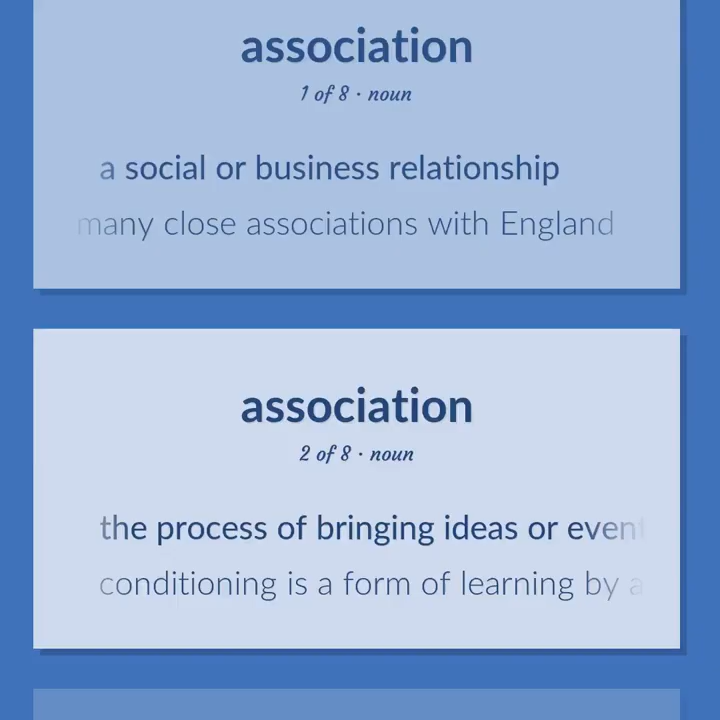 association
1 of 8 · noun
a social or business relationship
many close associations with England
association
2 of 8 · noun
the process of bringing ideas or even
conditioning is a form of learning by a